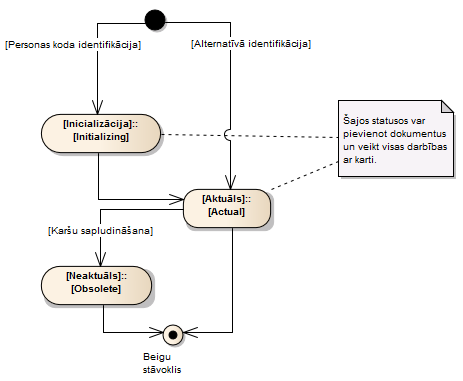 [Personas koda identifikācija]
[Alternatīvā identifikācija]
[Inicializācija]::
[Initializing]
Šajos statusos var
pievienot dokumentus
un veikt visas darbības
ar karti.
[Aktuāls]::
[Actual]
[Karšu sapludināšana]
[Neaktuāls]::
[Obsolete]
Beigu
stāvoklis